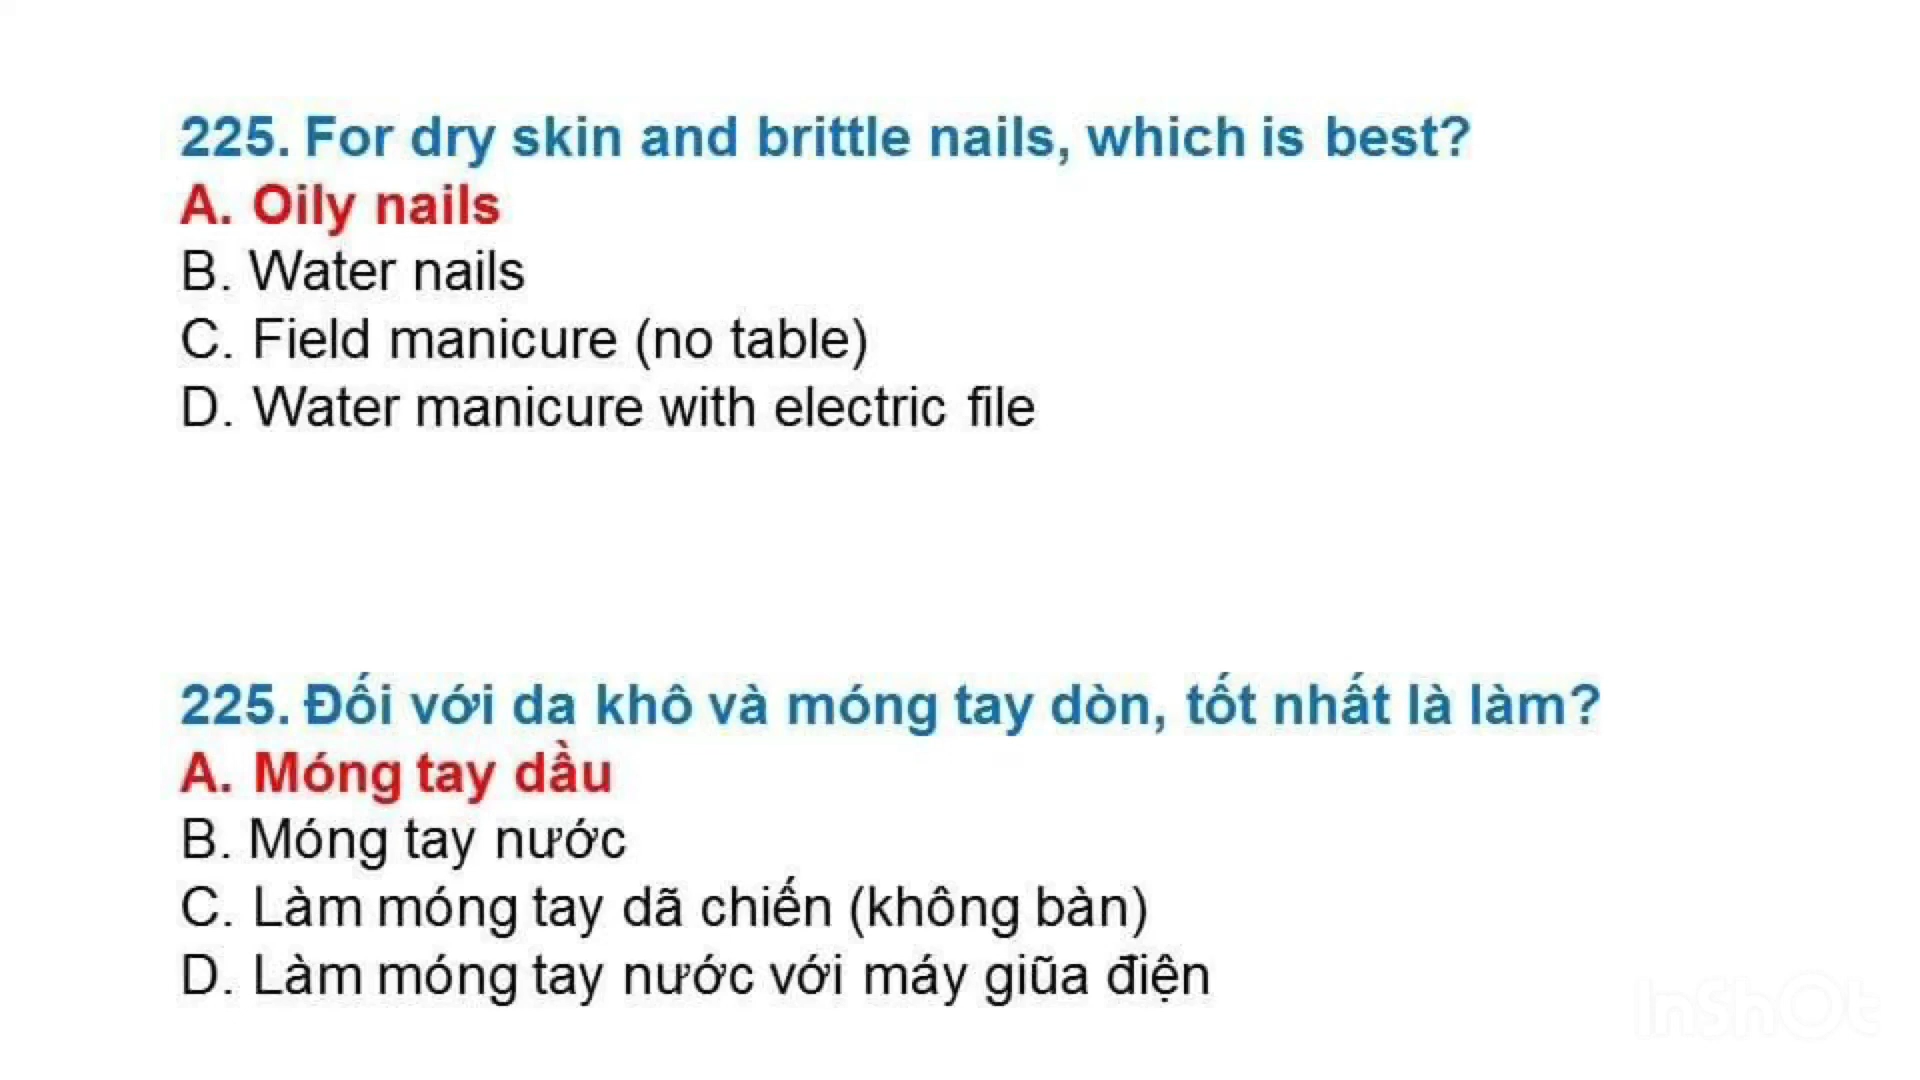 225. For dry skin and brittle nails, which is best?
A. Oily nails
B. Water nails
C. Field manicure (no table)
D. Water manicure with electric file
225. Đối với da khô và móng tay dòn, tốt nhất là làm?
A. Móng tay dầu
B. Móng tay nước
C. Làm móng tay dã chiến (không bàn)
D. Làm móng tay nước với máy giũa điện
InShOt